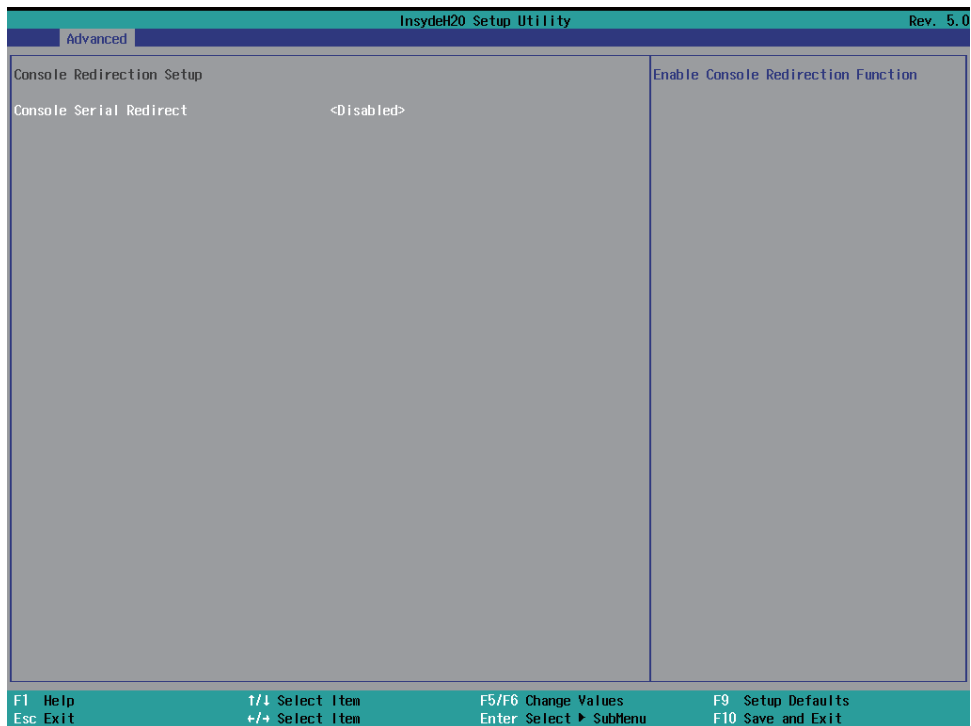 InsydeH20 Setup Utility Rev. 5.0
Advanced
Console Redirection Setup
Enable Console Redirection Function
Console Serial Redirect <Disabled>
F1 Help ↑/↓ Select Item F5/F6 Change Values F9 Setup Defaults
Esc Exit ←/→ Select Item Enter Select ▶ SubMenu F10 Save and Exit